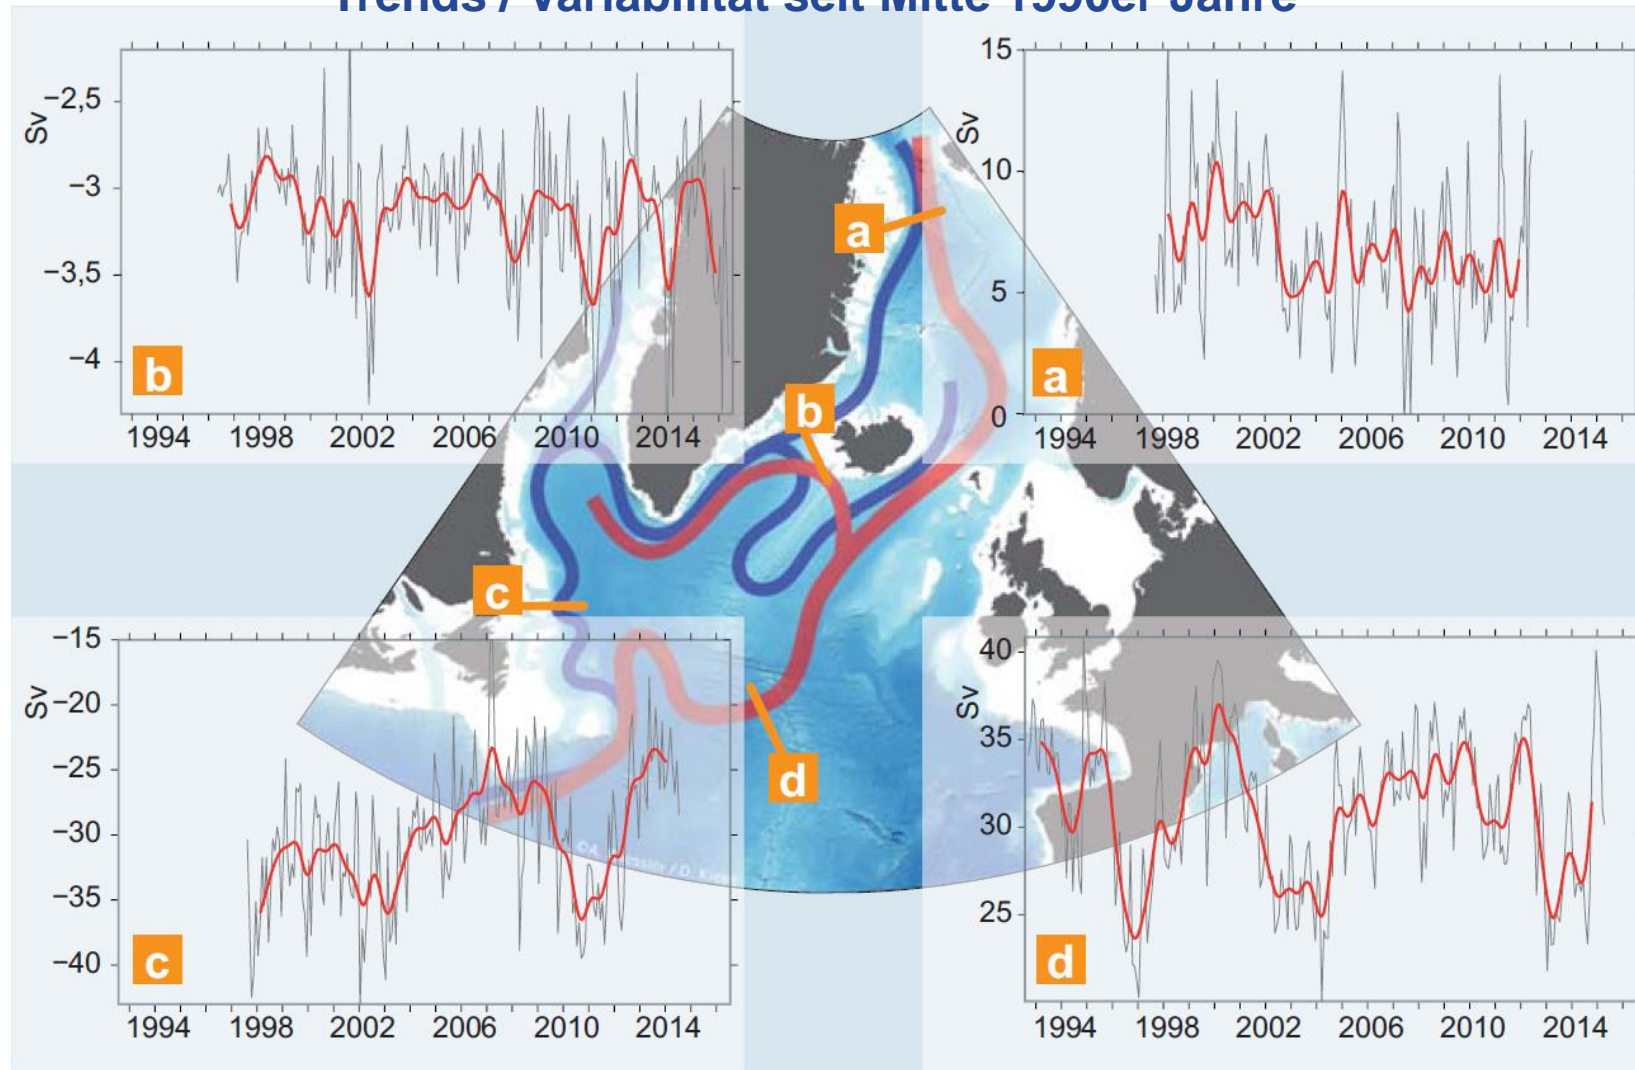 Trends / Variabilität seit Mitte 1990er Jahre
Sv
−2,5
−3
−3,5
−4
b
1994 1998 2002 2006 2010 2014
Sv
15
10
5
0
a
1994 1998 2002 2006 2010 2014
a
b
c
d
Sv
−15
−20
−25
−30
−35
−40
c
1994 1998 2002 2006 2010 2014
Sv
40
35
30
25
d
1994 1998 2002 2006 2010 2014